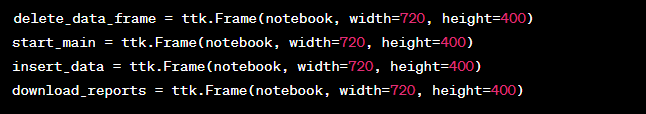 delete_data_frame = ttk.Frame(notebook, width=720, height=400)
start_main = ttk.Frame(notebook, width=720, height=400)
insert_data = ttk.Frame(notebook, width=720, height=400)
download_reports = ttk.Frame(notebook, width=720, height=400)